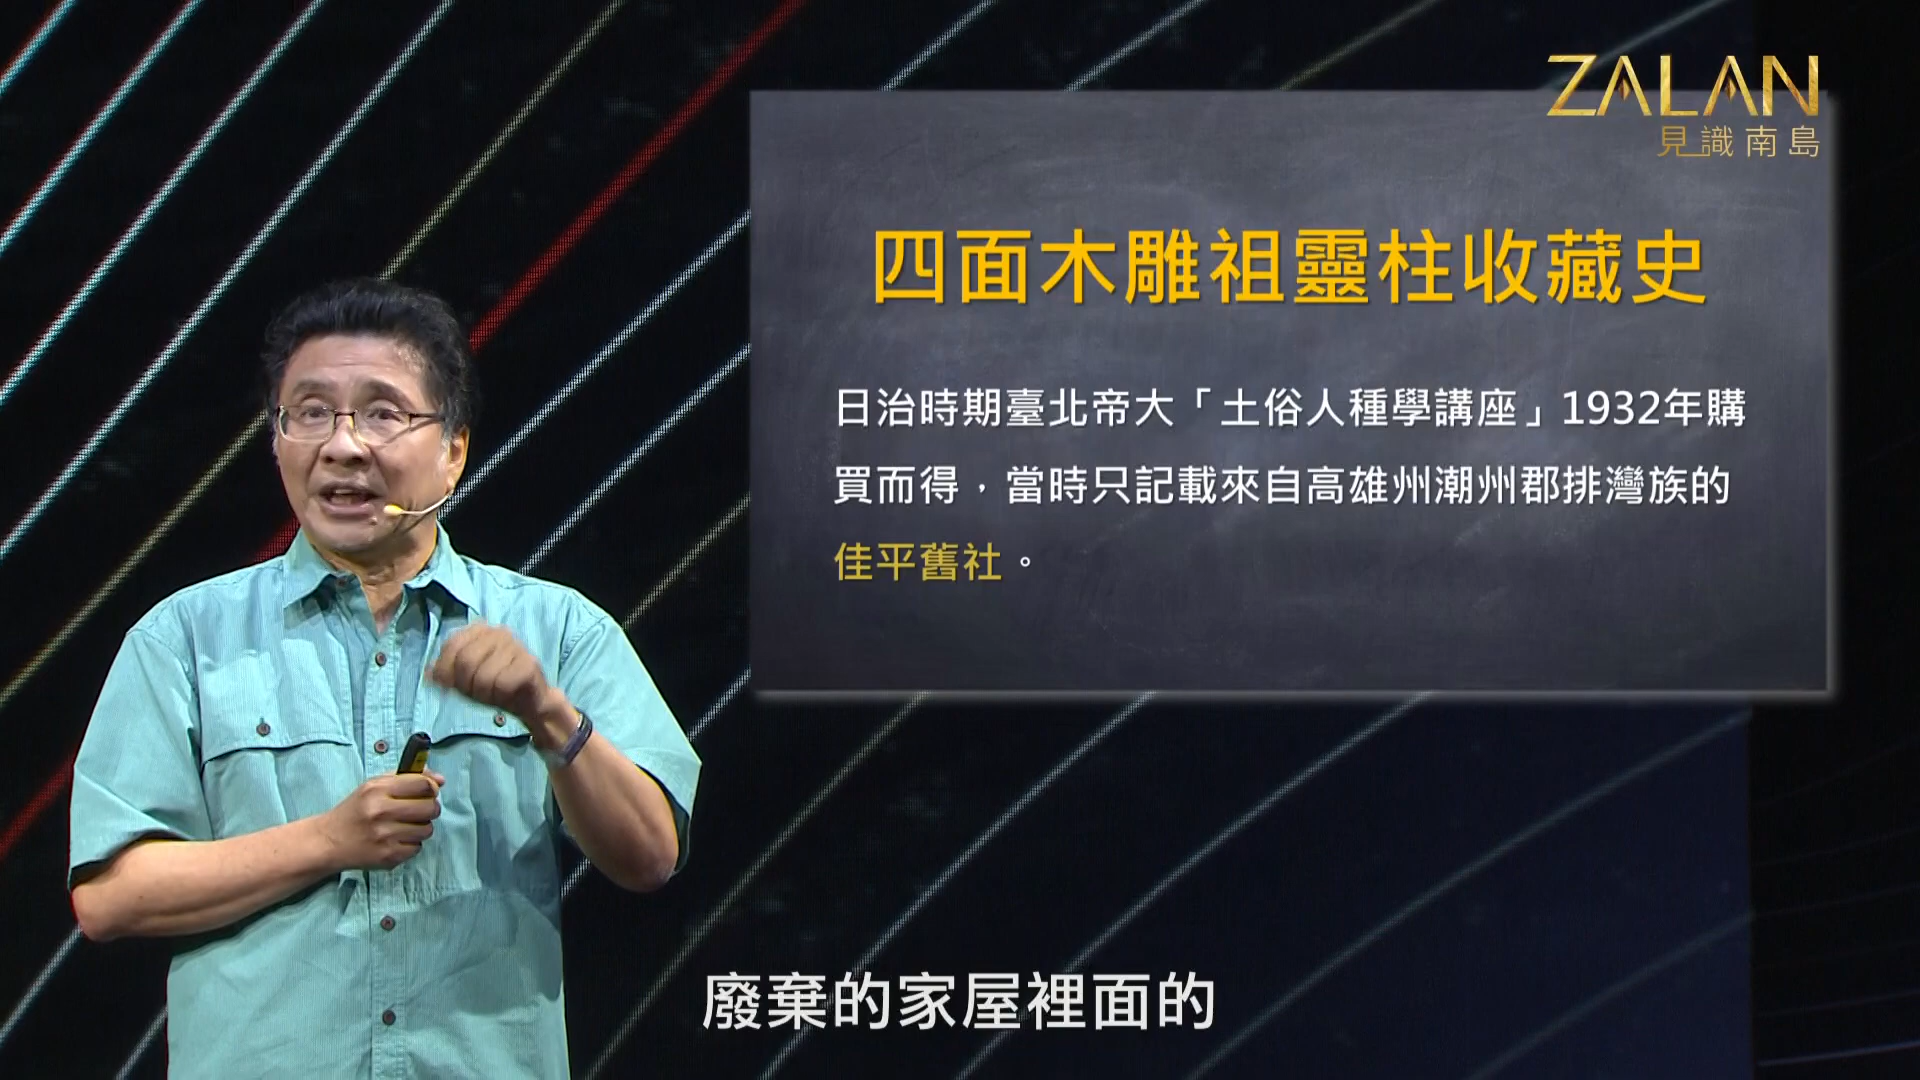 ZALAN
見識南島
四面木雕祖靈柱收藏史
日治時期臺北帝大「土俗人種學講座」1932年購
買而得，當時只記載來自高雄州潮州郡排灣族的
佳平舊社。
廢棄的家屋裡面的